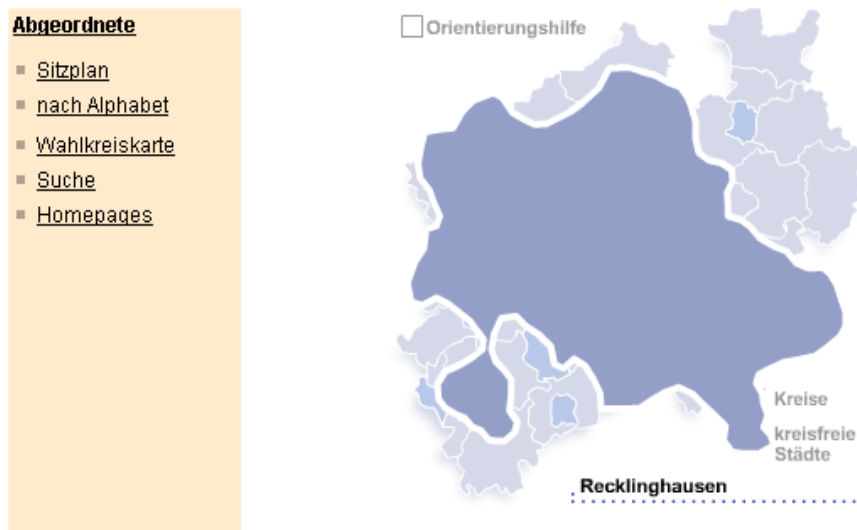 Abgeordnete
Sitzplan
nach Alphabet
Wahlkreiskarte
Suche
Homepages
Orientierungshilfe
Kreise
kreisfreie
Städte
Recklinghausen